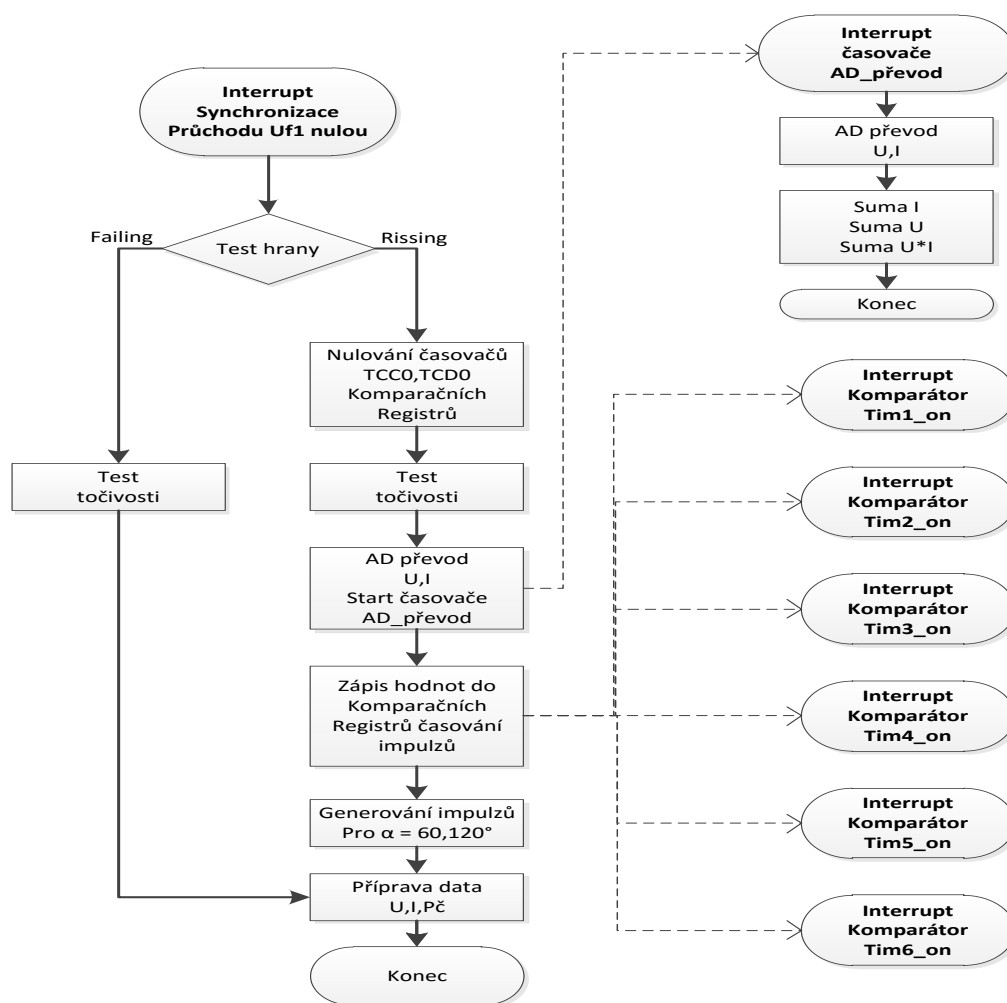 Interrupt
Synchronizace
Průchodu Uf1 nulou
Failing
Test hrany
Rissing
Nulování časovačů
TCC0,TCD0
Komparačních
Registrů
Test
točivosti
Test
točivosti
AD převod
U,I
Start časovače
AD_převod
Zápis hodnot do
Komparačních
Registrů časování
impulzů
Generování impulzů
Pro α = 60,120°
Příprava data
U,I,Pč
Konec
Interrupt
časovače
AD_převod
AD převod
U,I
Suma I
Suma U
Suma U*I
Konec
Interrupt
Komparátor
Tim1_on
Interrupt
Komparátor
Tim2_on
Interrupt
Komparátor
Tim3_on
Interrupt
Komparátor
Tim4_on
Interrupt
Komparátor
Tim5_on
Interrupt
Komparátor
Tim6_on